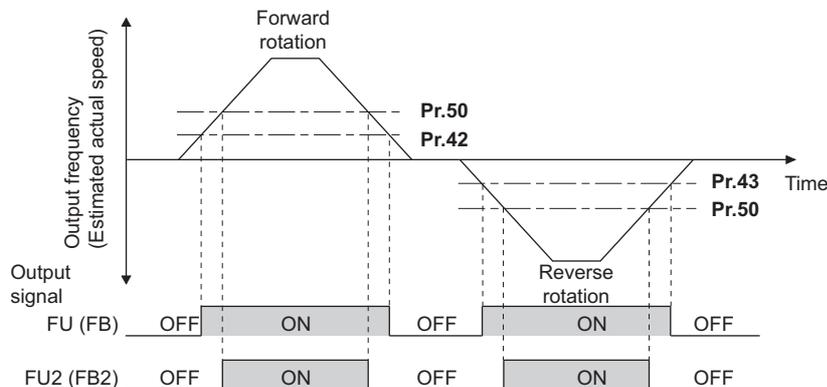 Forward
rotation
Pr.50
Pr.42
Output frequency
(Estimated actual speed)
Pr.43
Time
Pr.50
Output
signal
Reverse
rotation
FU (FB) OFF ON OFF ON OFF
FU2 (FB2) OFF ON OFF ON OFF